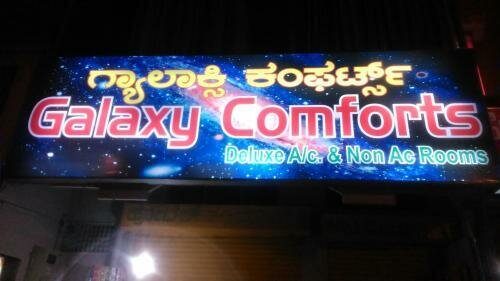 ಗ್ಯಾಲಾಕ್ಸಿ ಕಂಫರ್ಟ್ಸ್
Galaxy Comforts
Deluxe A/c. & Non Ac Rooms